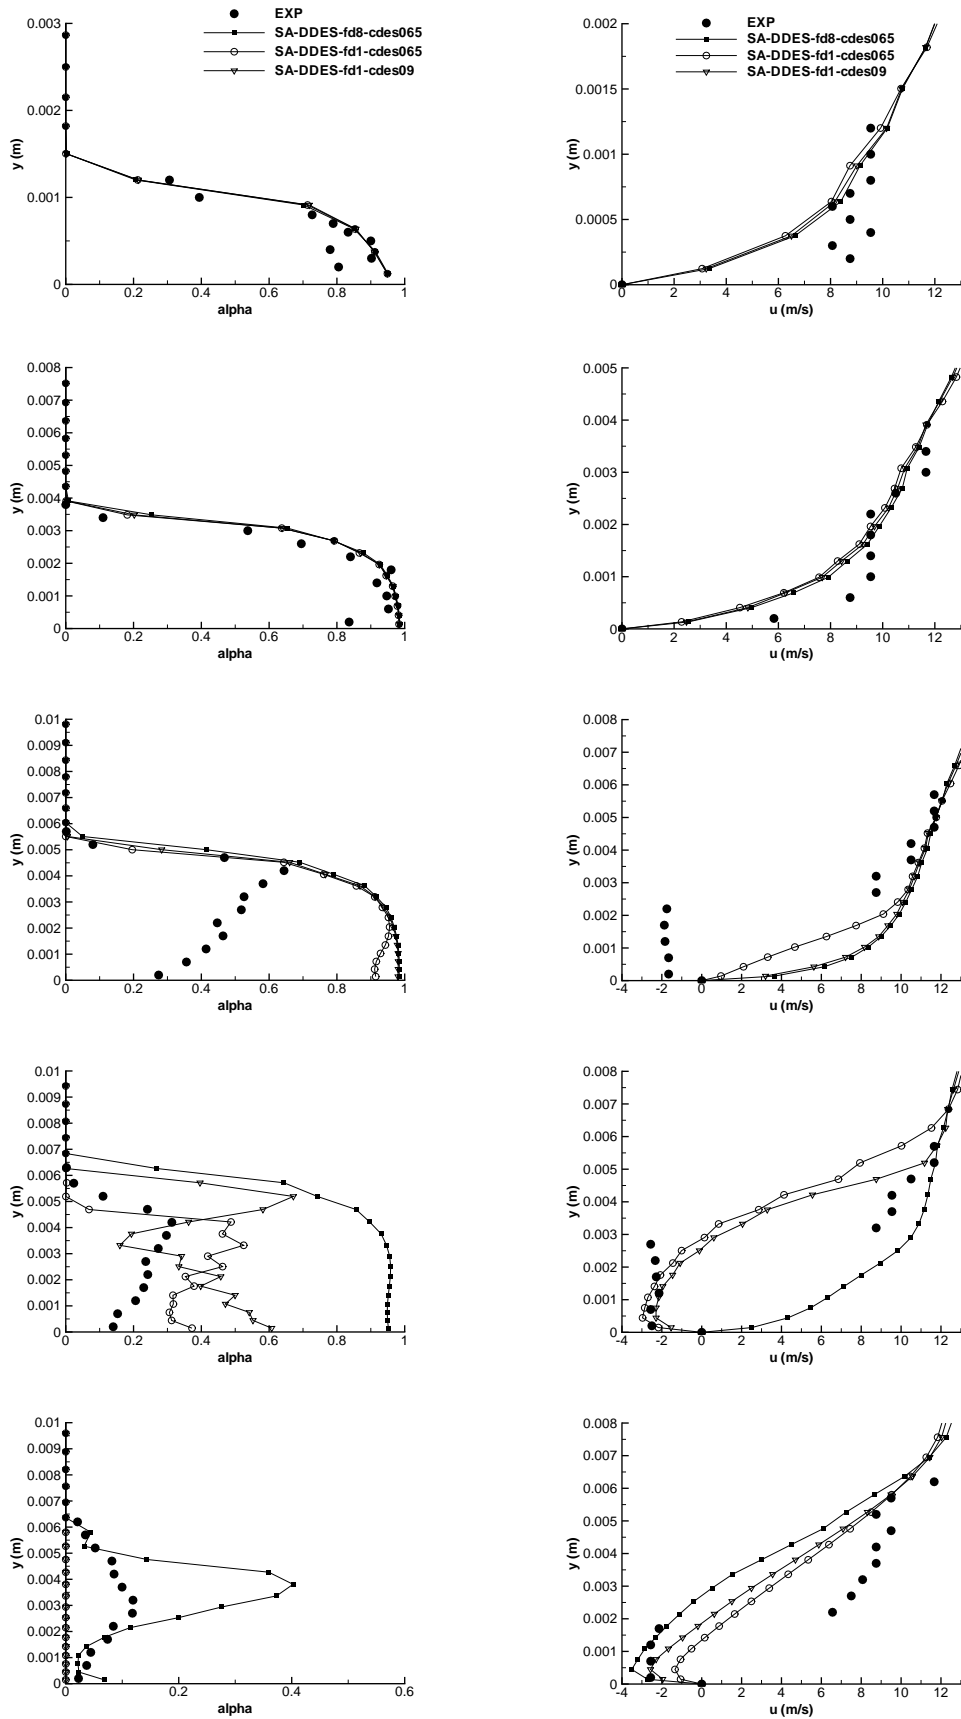 EXP
SA-DDES-fd8-cdes065
SA-DDES-fd1-cdes065
SA-DDES-fd1-cdes09
0.003
0.002
0.001
0
y (m)
0 0.2 0.4 0.6 0.8 1
alpha
EXP
SA-DDES-fd8-cdes065
SA-DDES-fd1-cdes065
SA-DDES-fd1-cdes09
0.002
0.0015
0.001
0.0005
0
y (m)
0 2 4 6 8 10 12
u (m/s)
0.008
0.007
0.006
0.005
0.004
0.003
0.002
0.001
0
y (m)
0 0.2 0.4 0.6 0.8 1
alpha
0.005
0.004
0.003
0.002
0.001
0
y (m)
0 2 4 6 8 10 12
u (m/s)
0.01
0.009
0.008
0.007
0.006
0.005
0.004
0.003
0.002
0.001
0
y (m)
0 0.2 0.4 0.6 0.8 1
alpha
0.008
0.007
0.006
0.005
0.004
0.003
0.002
0.001
0
y (m)
-4 -2 0 2 4 6 8 10 12
u (m/s)
0.01
0.009
0.008
0.007
0.006
0.005
0.004
0.003
0.002
0.001
0
y (m)
0 0.2 0.4 0.6 0.8 1
alpha
0.008
0.007
0.006
0.005
0.004
0.003
0.002
0.001
0
y (m)
-4 -2 0 2 4 6 8 10 12
u (m/s)
0.01
0.009
0.008
0.007
0.006
0.005
0.004
0.003
0.002
0.001
0
y (m)
0 0.2 0.4 0.6
alpha
0.008
0.007
0.006
0.005
0.004
0.003
0.002
0.001
0
y (m)
-4 -2 0 2 4 6 8 10 12
u (m/s)